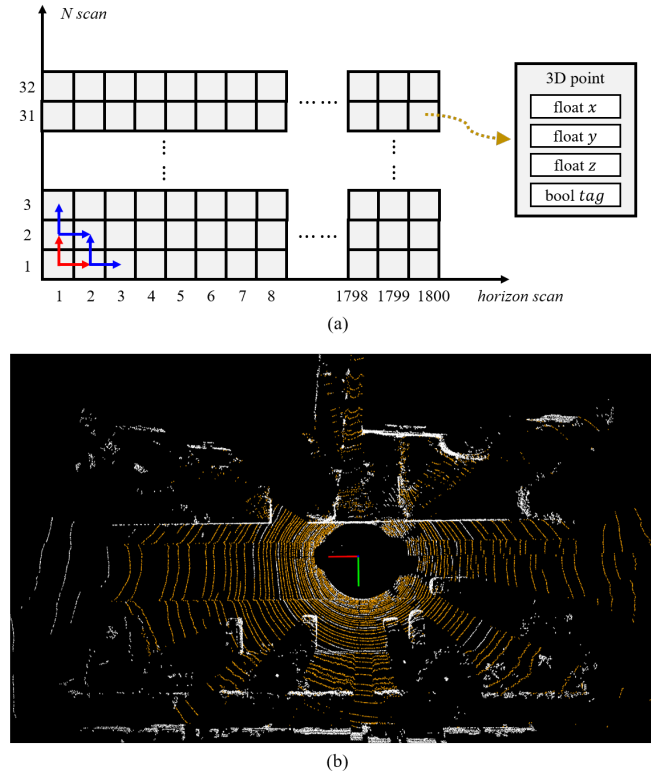 N scan
32
31
3
2
1
...... ......
3D point
float x
float y
float z
bool tag
1 2 3 4 5 6 7 8 1798 1799 1800 horizon scan
(a)
(b)